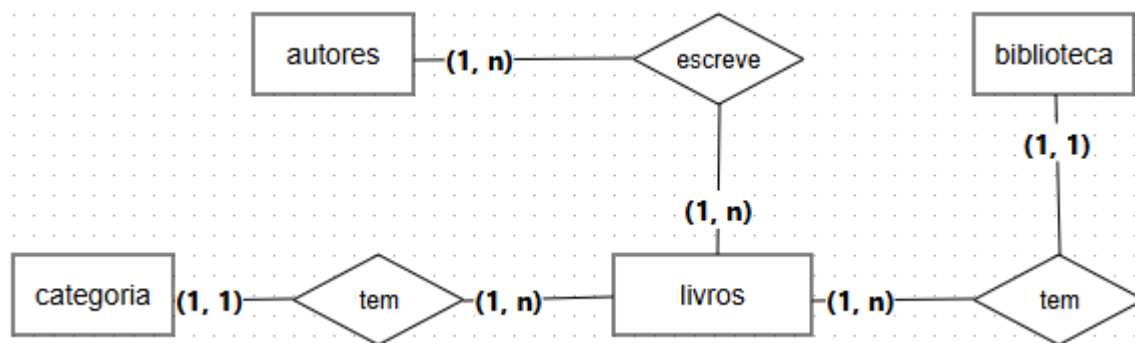 autores
(1, n)
escreve
biblioteca
(1, 1)
(1, n)
categoria
(1, 1)
tem
(1, n)
livros
(1, n)
tem